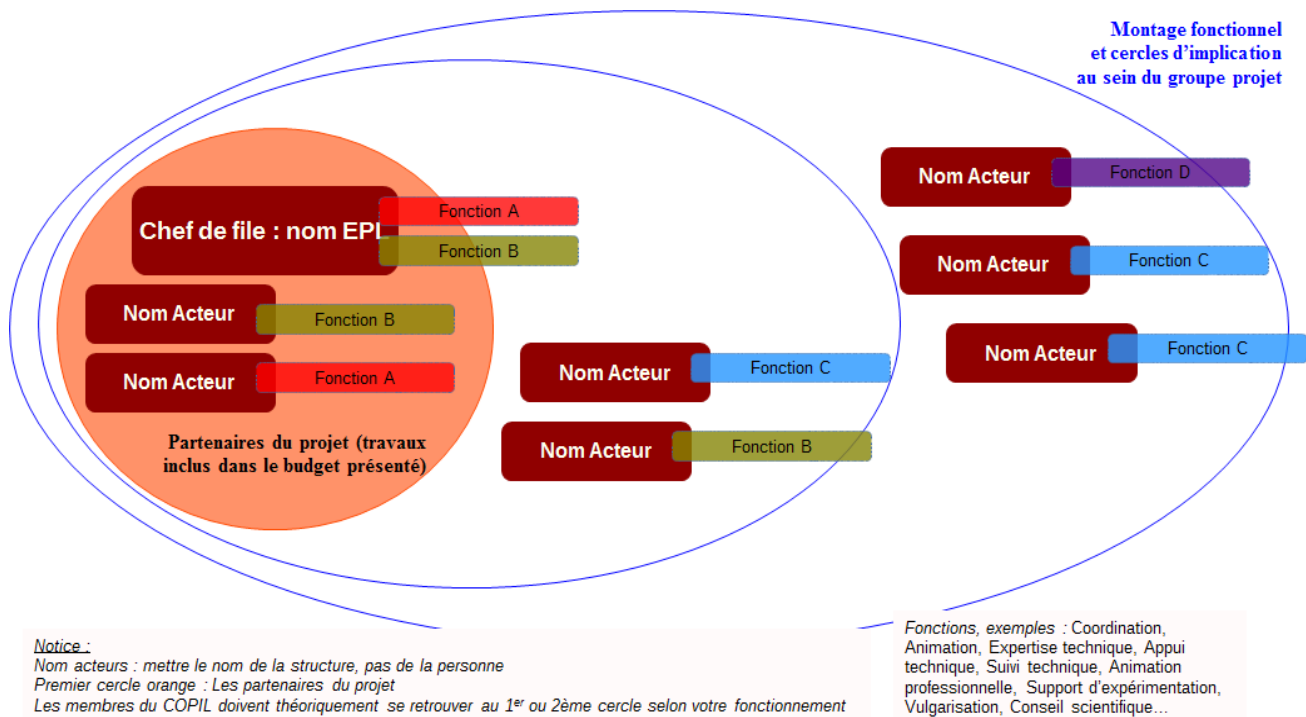 Montage fonctionnel
et cercles d'implication
au sein du groupe projet
Chef de file : nom EPL
Fonction A
Fonction B
Nom Acteur
Fonction B
Nom Acteur
Fonction A
Partenaires du projet (travaux
inclus dans le budget présenté)
Nom Acteur
Fonction C
Nom Acteur
Fonction B
Nom Acteur
Fonction D
Nom Acteur
Fonction C
Nom Acteur
Fonction C
Notice :
Nom acteurs : mettre le nom de la structure, pas de la personne
Premier cercle orange : Les partenaires du projet
Les membres du COPIL doivent théoriquement se retrouver au 1er ou 2ème cercle selon votre fonctionnement
Fonctions, exemples : Coordination,
Animation, Expertise technique, Appui
technique, Suivi technique, Animation
professionnelle, Support d'expérimentation,
Vulgarisation, Conseil scientifique...